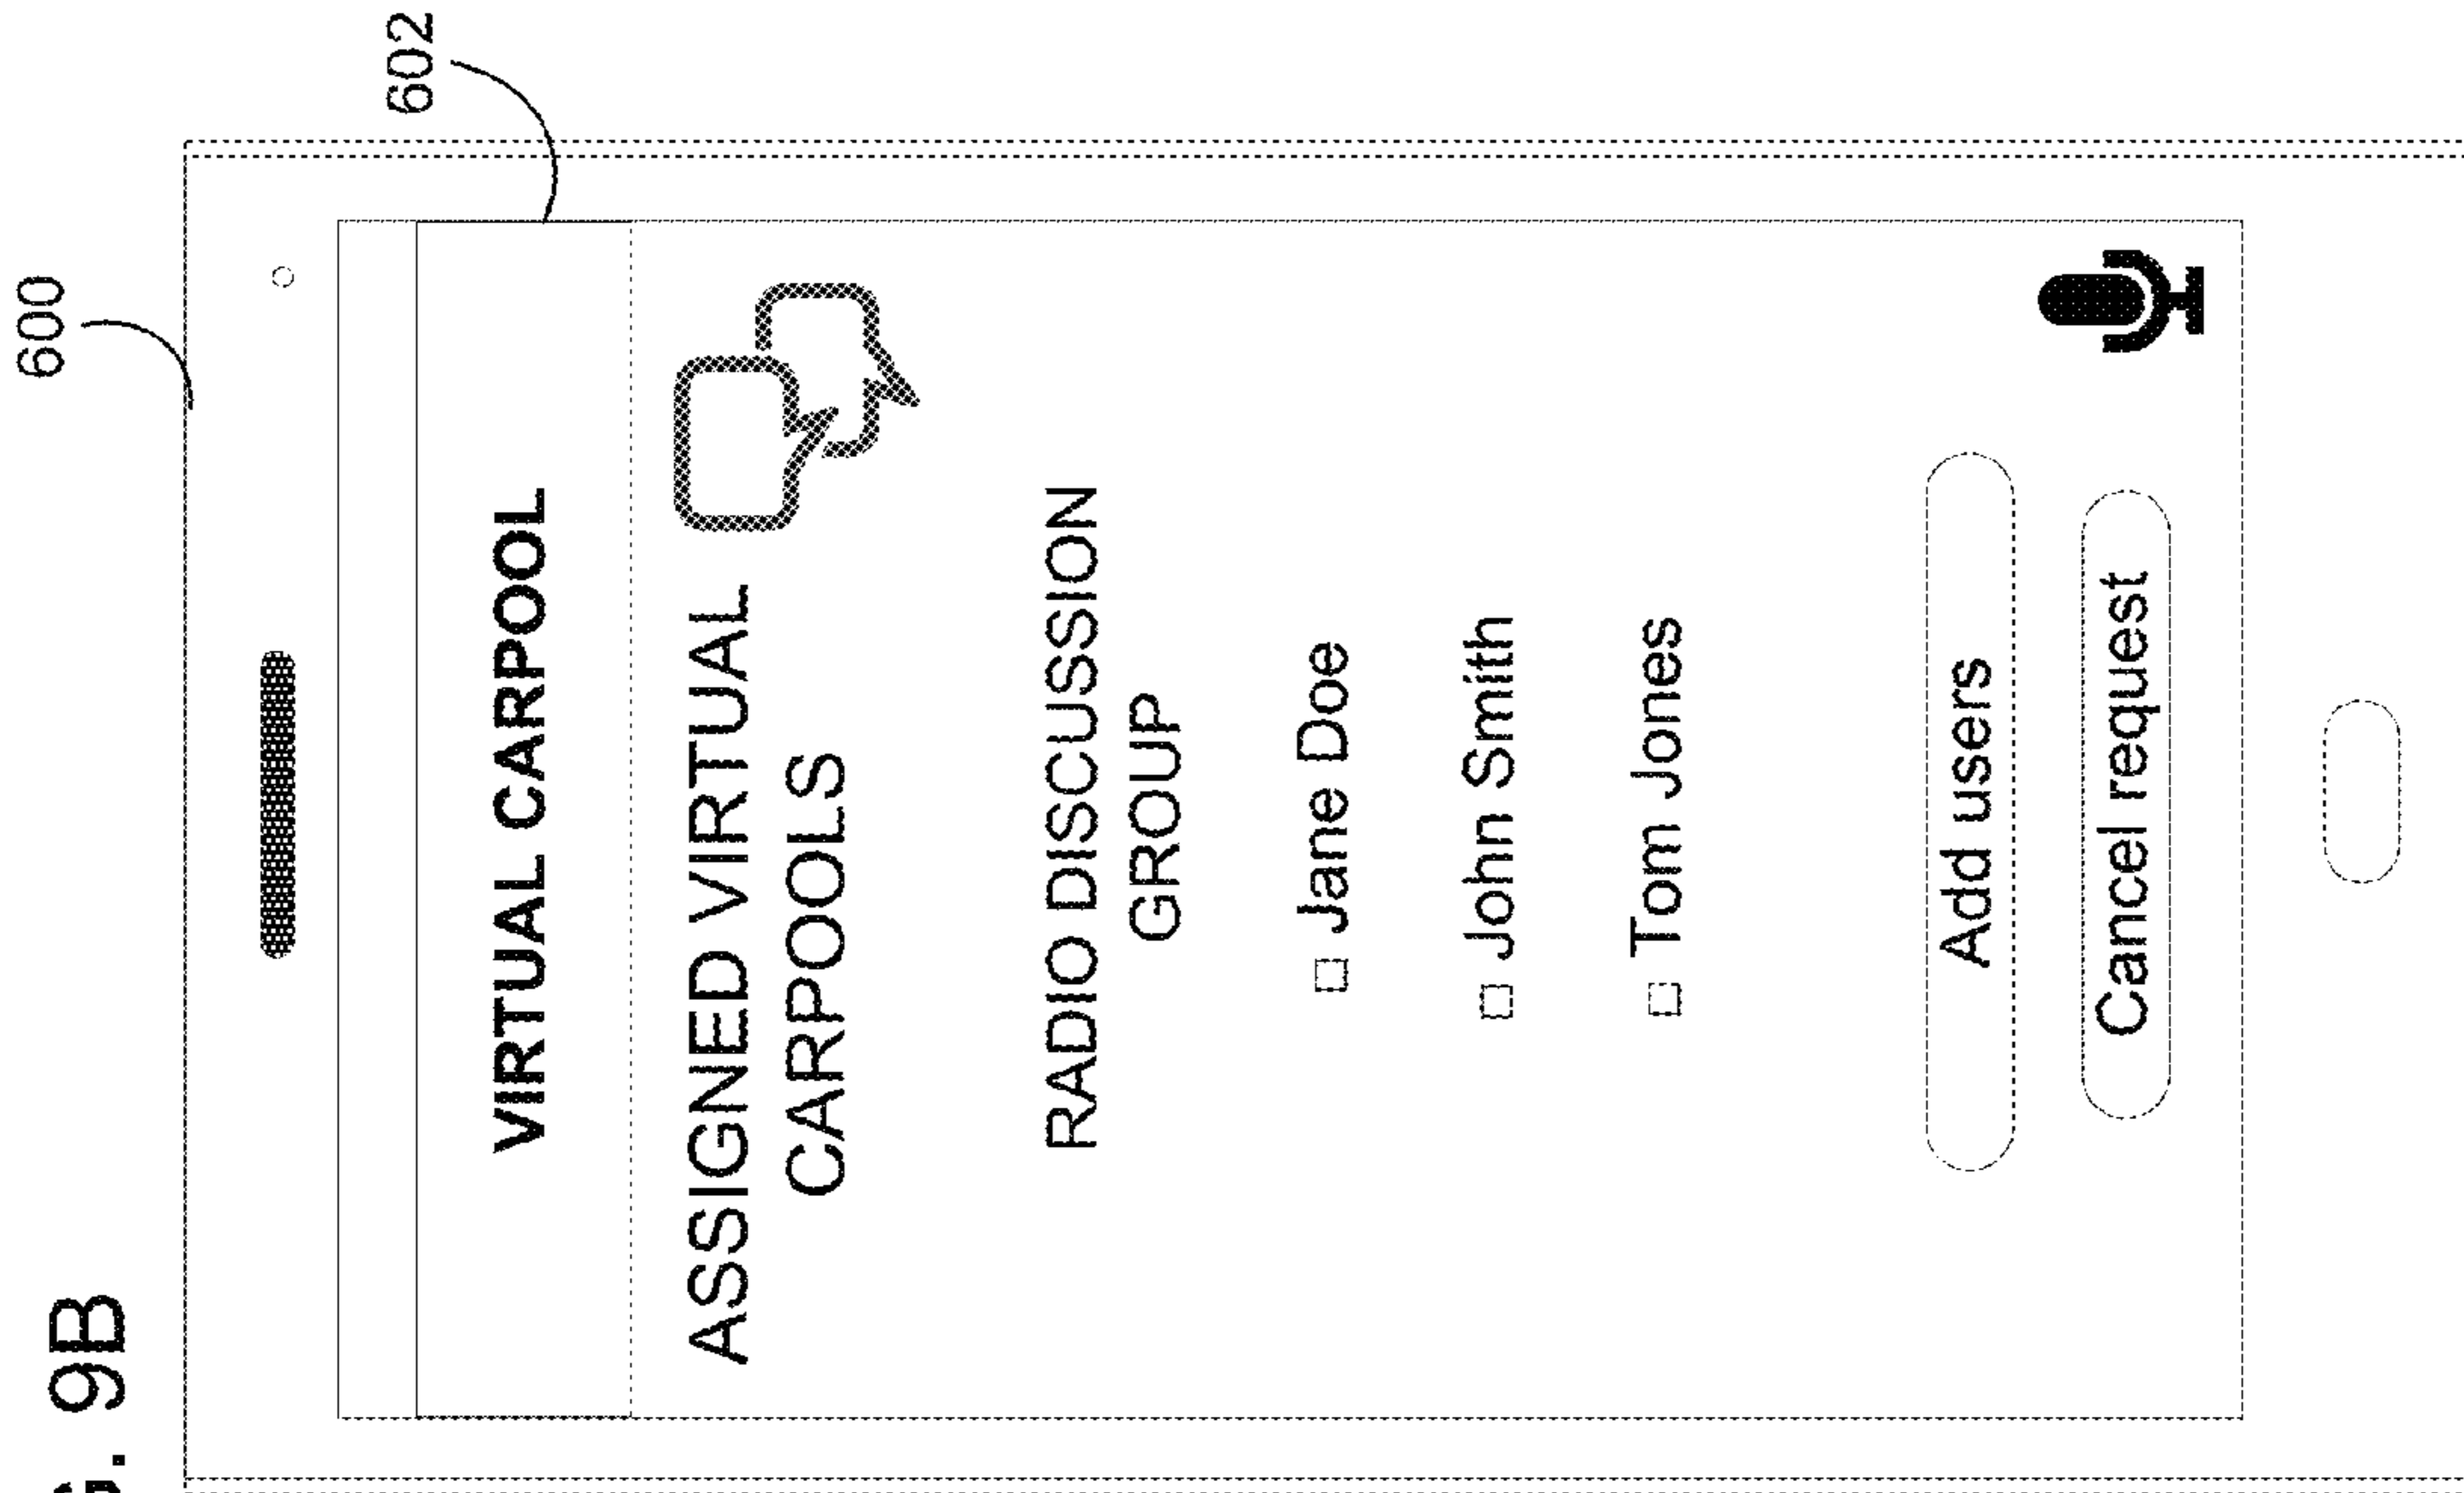 9B
600
602
VIRTUAL CARPOOL
ASSIGNED VIRTUAL
CARPOOLS
RADIO DISCUSSION
GROUP
Jane Doe
John Smith
Tom Jones
Add users
Cancel request